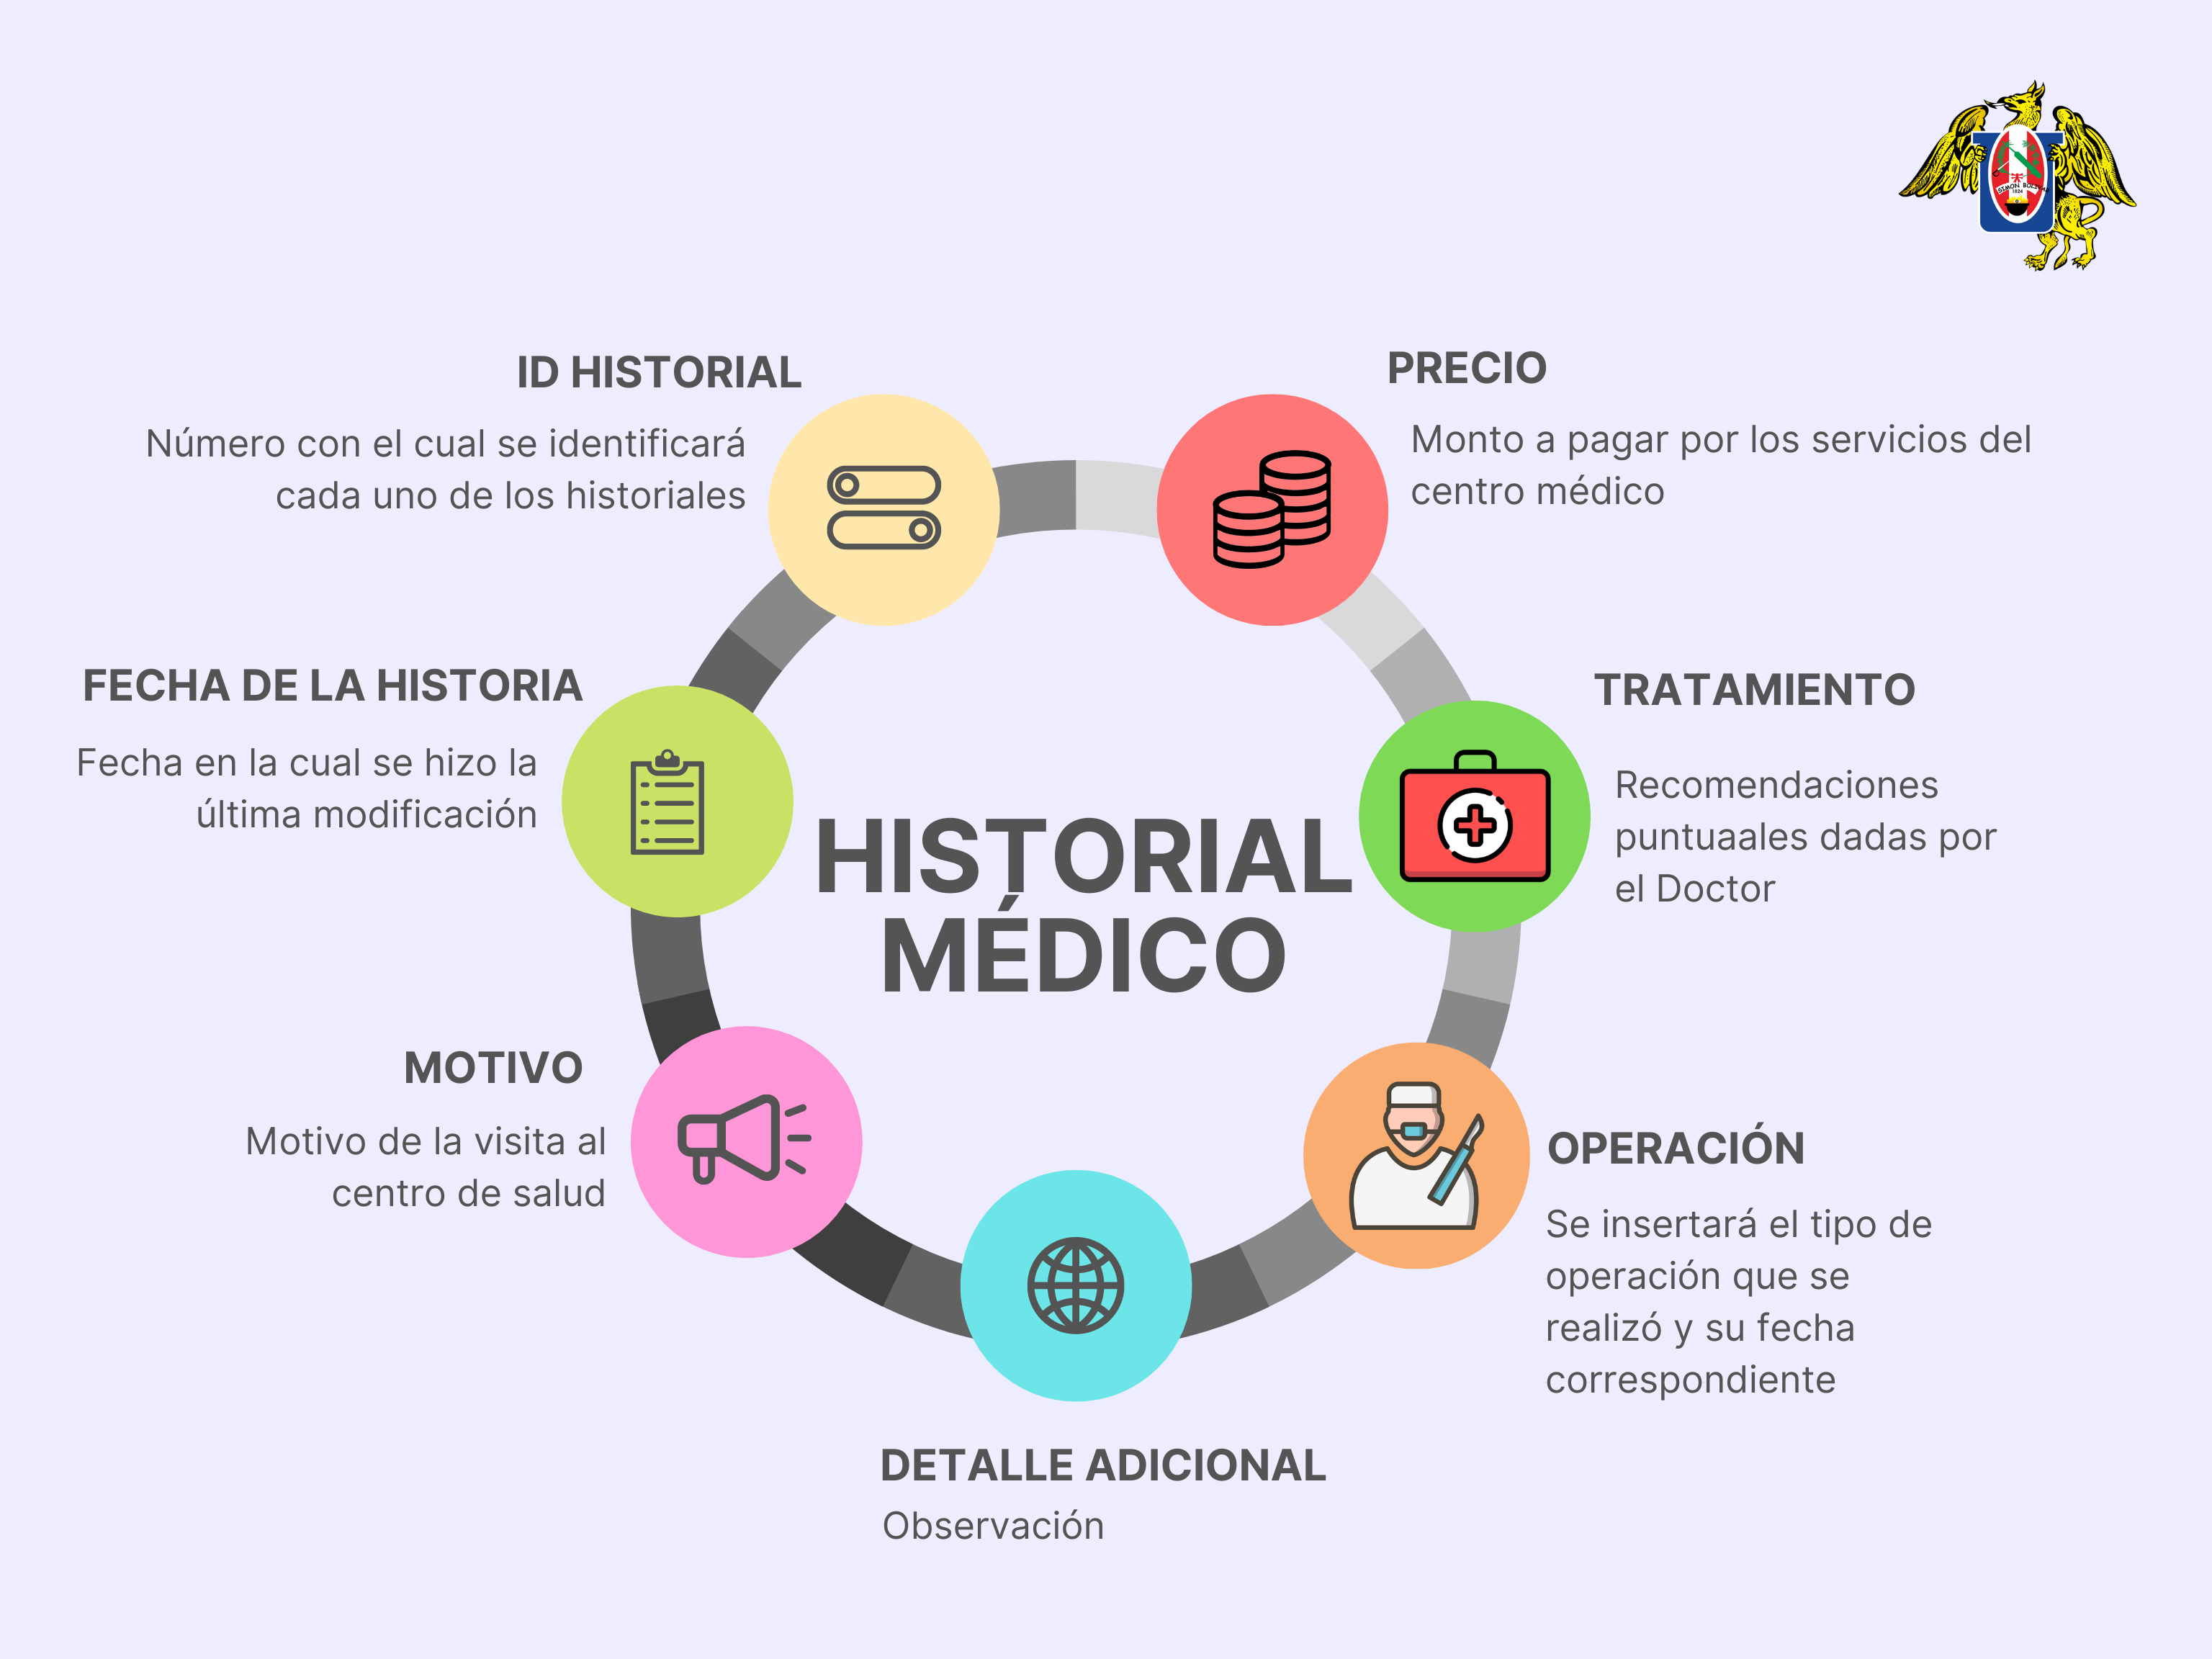 SIMON BOLIVAR
1824
ID HISTORIAL
Número con el cual se identificará
cada uno de los historiales
PRECIO
Monto a pagar por los servicios del
centro médico
FECHA DE LA HISTORIA
Fecha en la cual se hizo la
última modificación
TRATAMIENTO
Recomendaciones
puntuaales dadas por
el Doctor
HISTORIAL
MÉDICO
MOTIVO
Motivo de la visita al
centro de salud
OPERACIÓN
Se insertará el tipo de
operación que se
realizó y su fecha
correspondiente
DETALLE ADICIONAL
Observación